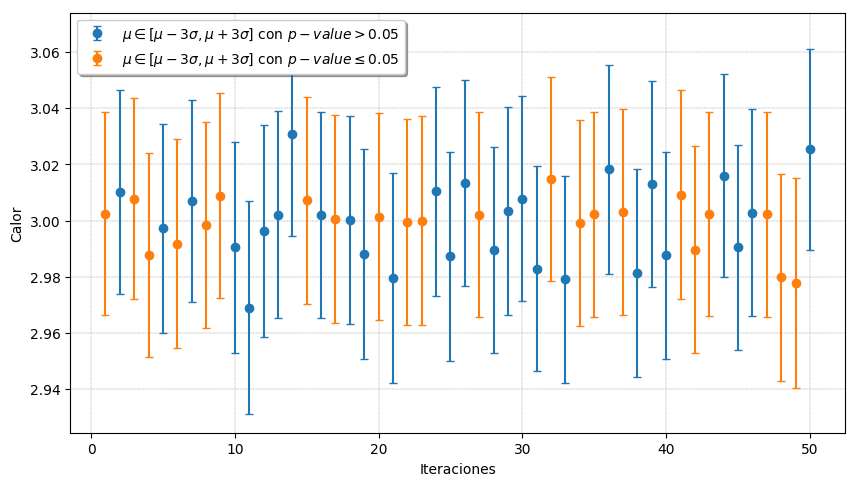 μ ∈ [μ − 3σ, μ + 3σ] con p − value > 0.05
μ ∈ [μ − 3σ, μ + 3σ] con p − value ≤ 0.05
3.06
3.04
3.02
3.00
2.98
2.96
2.94
Calor
0 10 20 30 40 50
Iteraciones